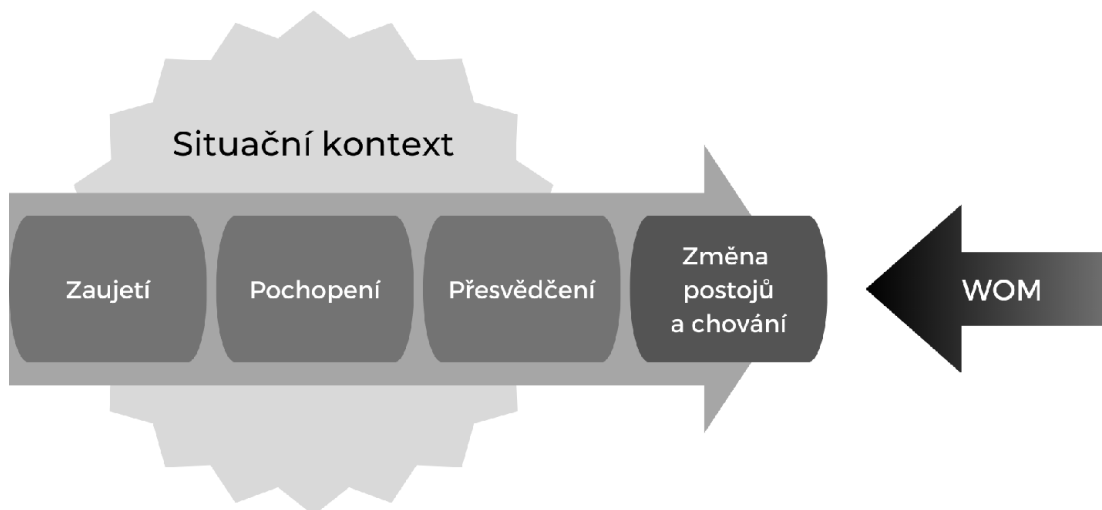 Situační kontext
Zaujetí
Pochopení
Přesvědčení
Změna
postojů
a chování
WOM